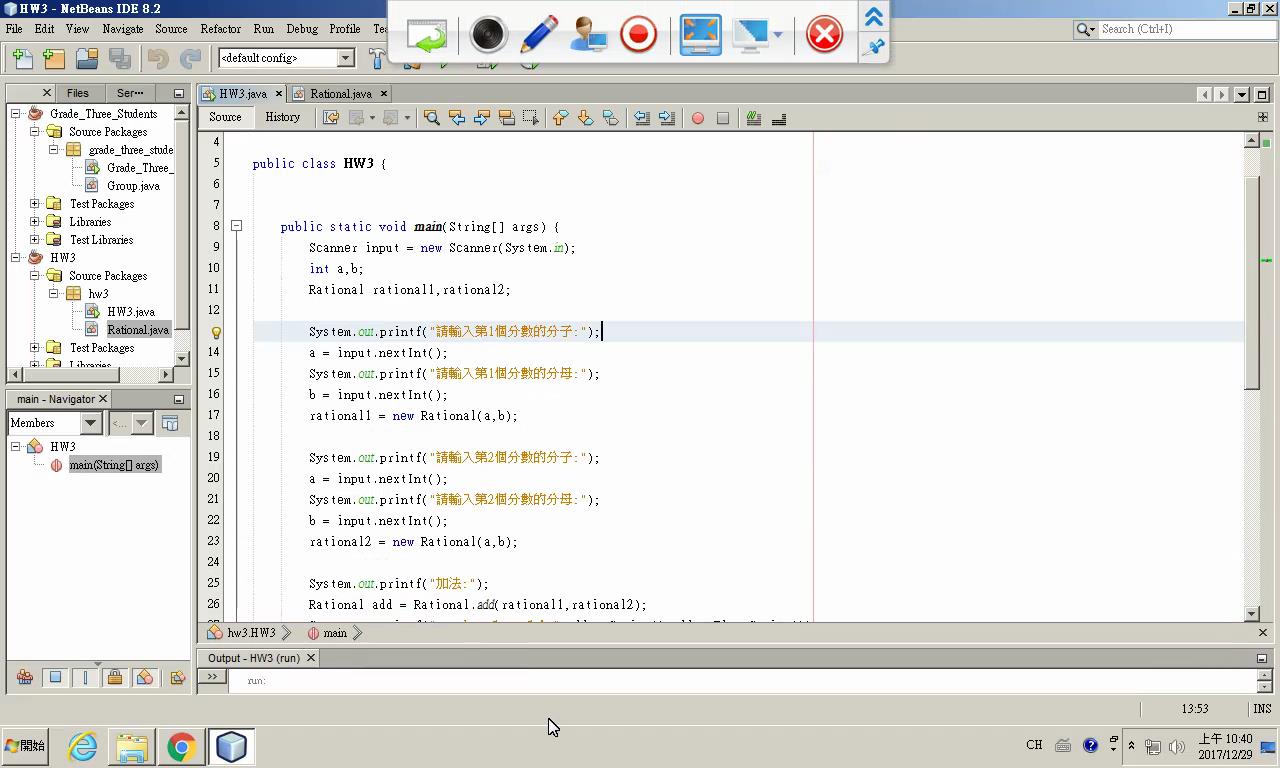 HW3 - NetBeans IDE 8.2
File Edit View Navigate Source Refactor Run Debug Profile
Search (Ctrl+I)
<default config>
Files Ser...
HW3.java Rational.java
Source History
Grade_Three_Students
Source Packages
grade_three_stude
Grade_Three_
Group.java
Test Packages
Libraries
Test Libraries
HW3
Source Packages
hw3
HW3.java
Rational.java
Test Packages
Libraries
main - Navigator
Members
<...
HW3
main(String[] args)
4
5 public class HW3 {
6
7
8 public static void main(String[] args) {
9 Scanner input = new Scanner(System.in);
10 int a,b;
11 Rational rational1,rational2;
12
System.out.printf("請輸入第1個分數的分子:");
14 a = input.nextInt();
15 System.out.printf("請輸入第1個分數的分母:");
16 b = input.nextInt();
17 rational1 = new Rational(a,b);
18
19 System.out.printf("請輸入第2個分數的分子:");
20 a = input.nextInt();
21 System.out.printf("請輸入第2個分數的分母:");
22 b = input.nextInt();
23 rational2 = new Rational(a,b);
24
25 System.out.printf("加法:");
26 Rational add = Rational.add(rational1,rational2);
hw3.HW3 main
Output - HW3 (run)
>> run:
13:53 INS
開始
CH
上午 10:40
2017/12/29